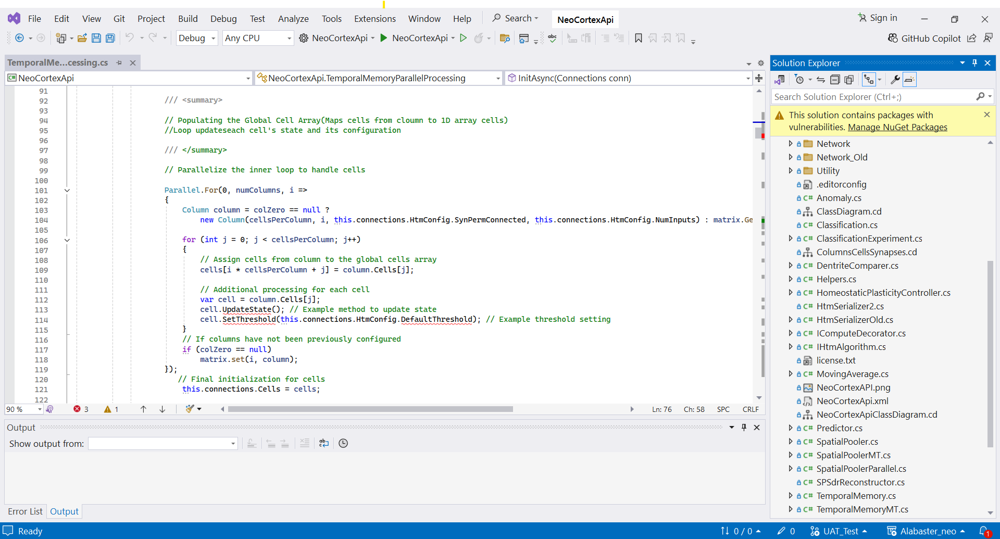 File Edit View Git Project Build Debug Test Analyze Tools Extensions Window Help Search NeoCortexApi Sign in
Debug Any CPU NeoCortexApi NeoCortexApi abc GitHub Copilot
TemporalMe...cessing.cs
C# NeoCortexApi NeoCortexApi.TemporalMemoryParallelProcessing InitAsync(Connections conn)
91
92 /// <summary>
93
94 // Populating the Global Cell Array(Maps cells from cloumn to 1D array cells)
95 //Loop updateseach cell's state and its configuration
96
97 /// </summary>
98
99 // Parallelize the inner loop to handle cells
100
101 Parallel.For(0, numColumns, i =>
102 {
103 Column column = colZero == null ?
104 new Column(cellsPerColumn, i, this.connections.HtmConfig.SynPermConnected, this.connections.HtmConfig.NumInputs) : matrix.Ge
105
106 for (int j = 0; j < cellsPerColumn; j++)
107 {
108 // Assign cells from column to the global cells array
109 cells[i * cellsPerColumn + j] = column.Cells[j];
110
111 // Additional processing for each cell
112 var cell = column.Cells[j];
113 cell.UpdateState(); // Example method to update state
114 cell.SetThreshold(this.connections.HtmConfig.DefaultThreshold); // Example threshold setting
115 }
116 // If columns have not been previously configured
117 if (colZero == null)
118 matrix.set(i, column);
119 });
120 // Final initialization for cells
121 this.connections.Cells = cells;
122
90 % 3 1 Ln: 76 Ch: 58 SPC CRLF
Output
Show output from:
Error List Output
Solution Explorer
Search Solution Explorer (Ctrl+;)
This solution contains packages with
vulnerabilities. Manage NuGet Packages
Network
Network_Old
Utility
.editorconfig
C# Anomaly.cs
ClassDiagram.cd
C# Classification.cs
C# ClassificationExperiment.cs
ColumnsCellsSynapses.cd
C# DentriteComparer.cs
C# Helpers.cs
C# HomeostaticPlasticityController.cs
C# HtmSerializer2.cs
C# HtmSerializerOld.cs
C# IComputeDecorator.cs
C# IHtmAlgorithm.cs
license.txt
C# MovingAverage.cs
NeoCortexAPI.png
NeoCortexApi.xml
NeoCortexApiClassDiagram.cd
C# Predictor.cs
C# SpatialPooler.cs
C# SpatialPoolerMT.cs
C# SpatialPoolerParallel.cs
C# SPSdrReconstructor.cs
C# TemporalMemory.cs
C# TemporalMemoryMT.cs
Ready 0 / 0 0 UAT_Test Alabaster_neo 1